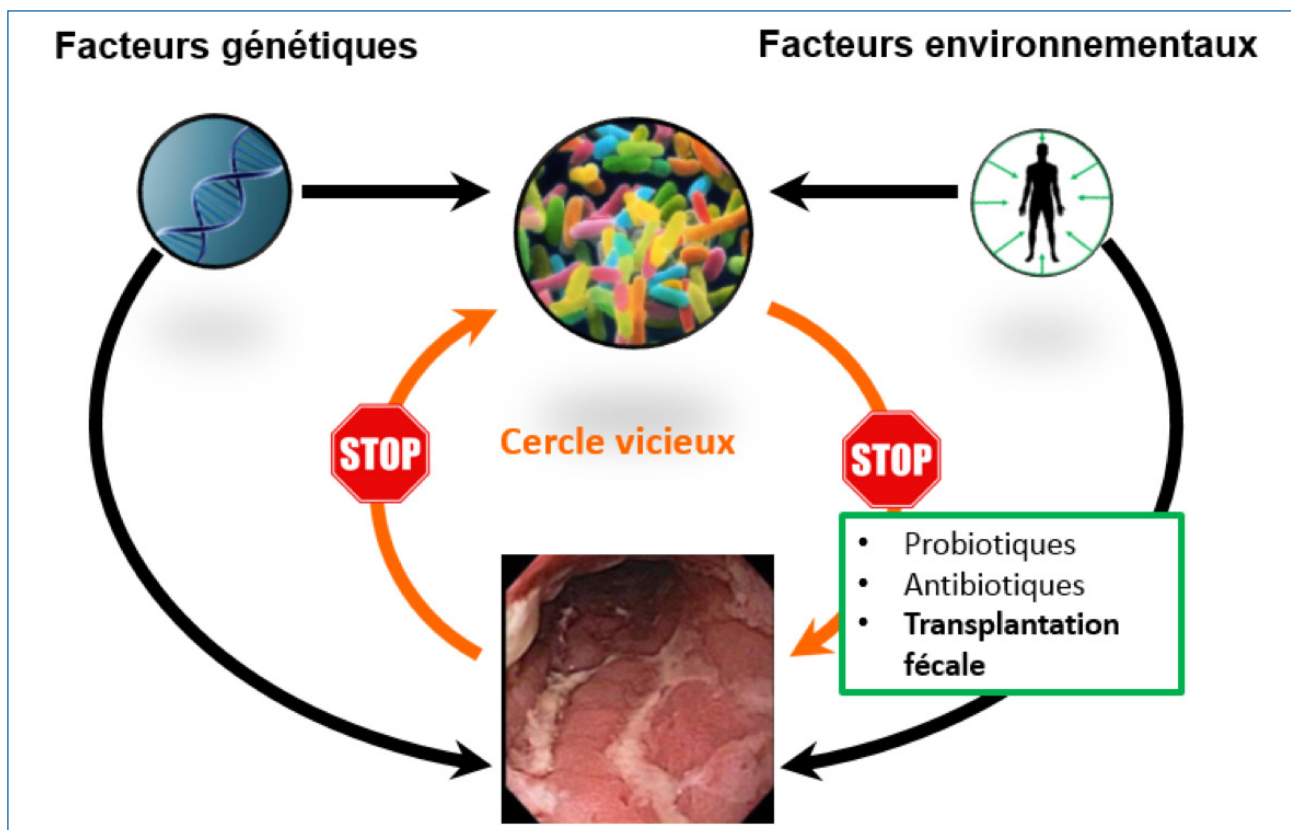 Facteurs génétiques
Facteurs environnementaux
STOP
Cercle vicieux
STOP
• Probiotiques
• Antibiotiques
• Transplantation
fécale